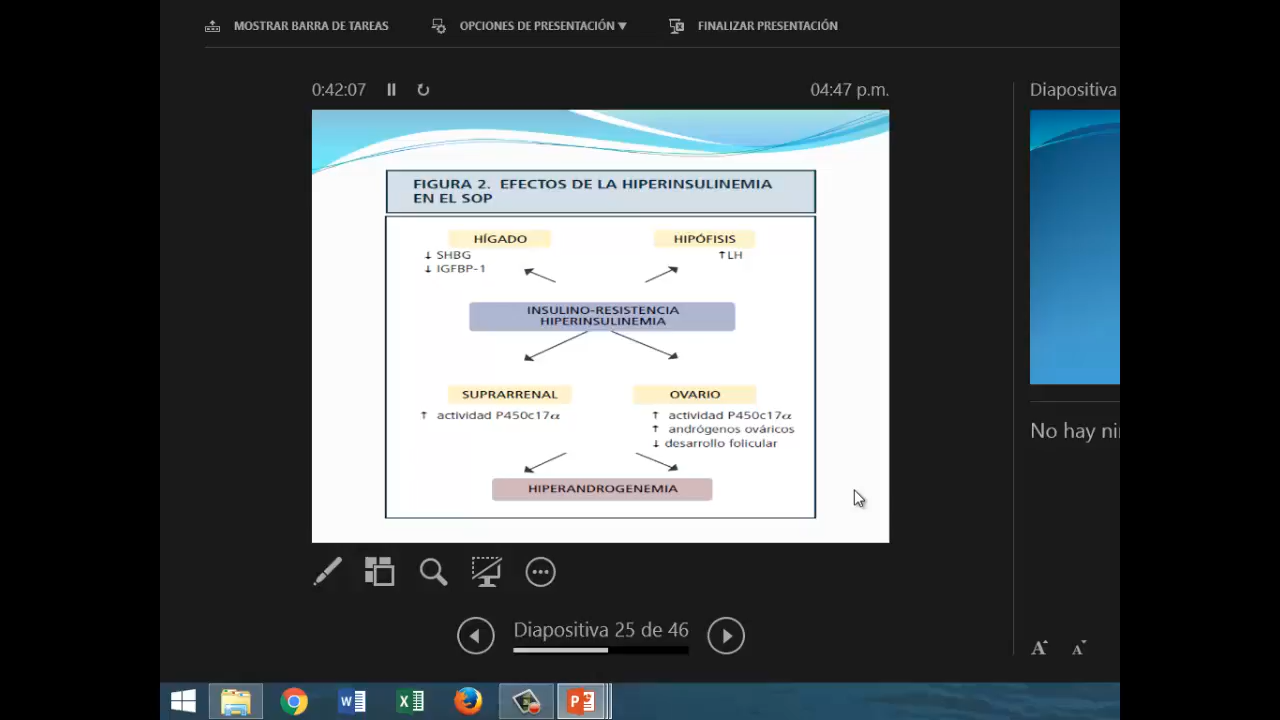 MOSTRAR BARRA DE TAREAS
OPCIONES DE PRESENTACIÓN ▼
FINALIZAR PRESENTACIÓN
0:42:07
04:47 p.m.
Diapositiva
FIGURA 2. EFECTOS DE LA HIPERINSULINEMIA
EN EL SOP
HÍGADO
↓ SHBG
↓ IGFBP-1
HIPÓFISIS
↑LH
INSULINO-RESISTENCIA
HIPERINSULINEMIA
SUPRARRENAL
↑ actividad P450c17α
OVARIO
↑ actividad P450c17α
↑ andrógenos ováricos
↓ desarrollo folicular
HIPERANDROGENEMIA
No hay
Diapositiva 25 de 46
A A